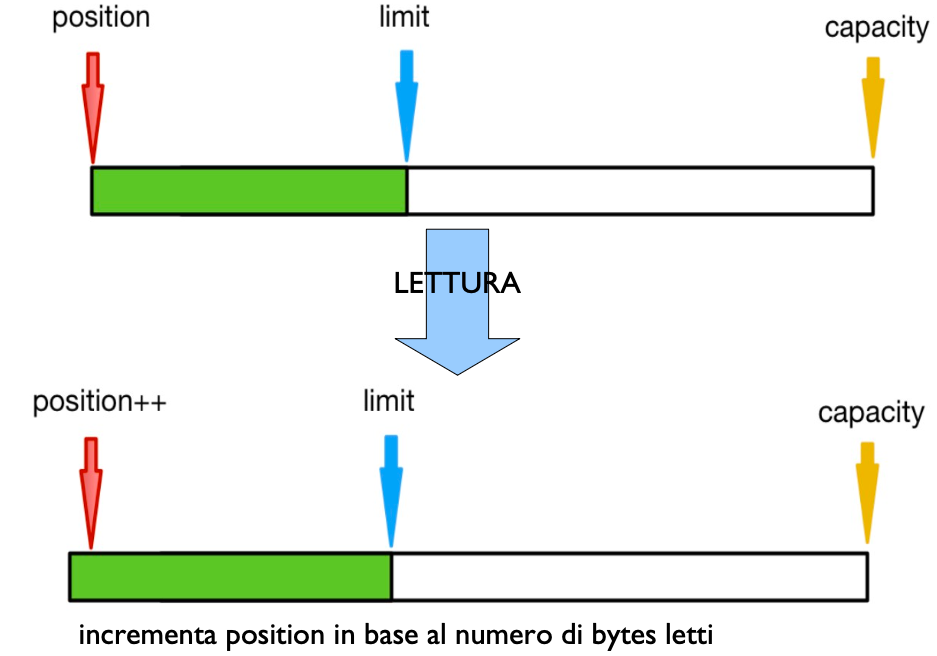 position
limit
capacity
LETTURA
position++
limit
capacity
incrementa position in base al numero di bytes letti